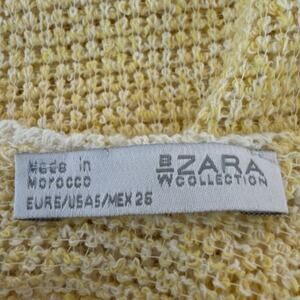 Made in
Morocco
EUR S/USA S/MEX 26
B
W
ZARA
COLLECTION